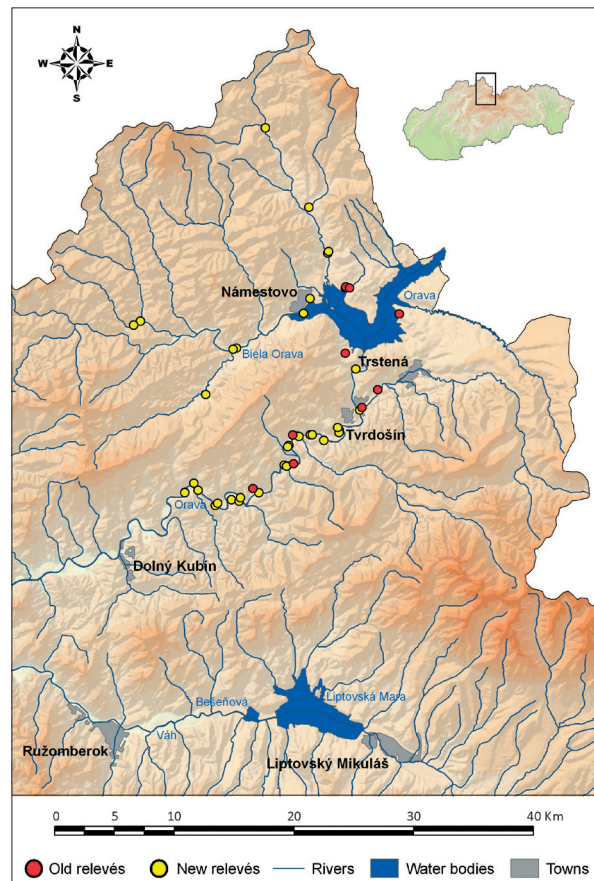 N
W E
S
Námestovo
Orava
Biela Orava
Trstená
Tvrdošín
Orava
Dolný Kubín
Liptovská Mara
Bešeňová
Váh
Ružomberok
Liptovský Mikuláš
0 5 10 20 30 40 Km
Old relevés New relevés Rivers Water bodies Towns